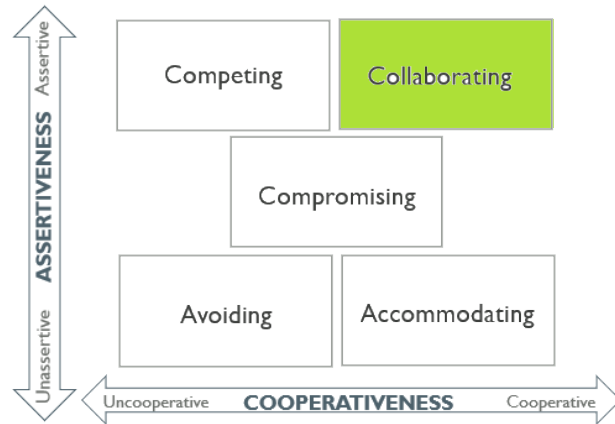 Assertive
ASSERTIVENESS
Unassertive
Competing
Collaborating
Compromising
Avoiding
Accommodating
Uncooperative
COOPERATIVENESS
Cooperative